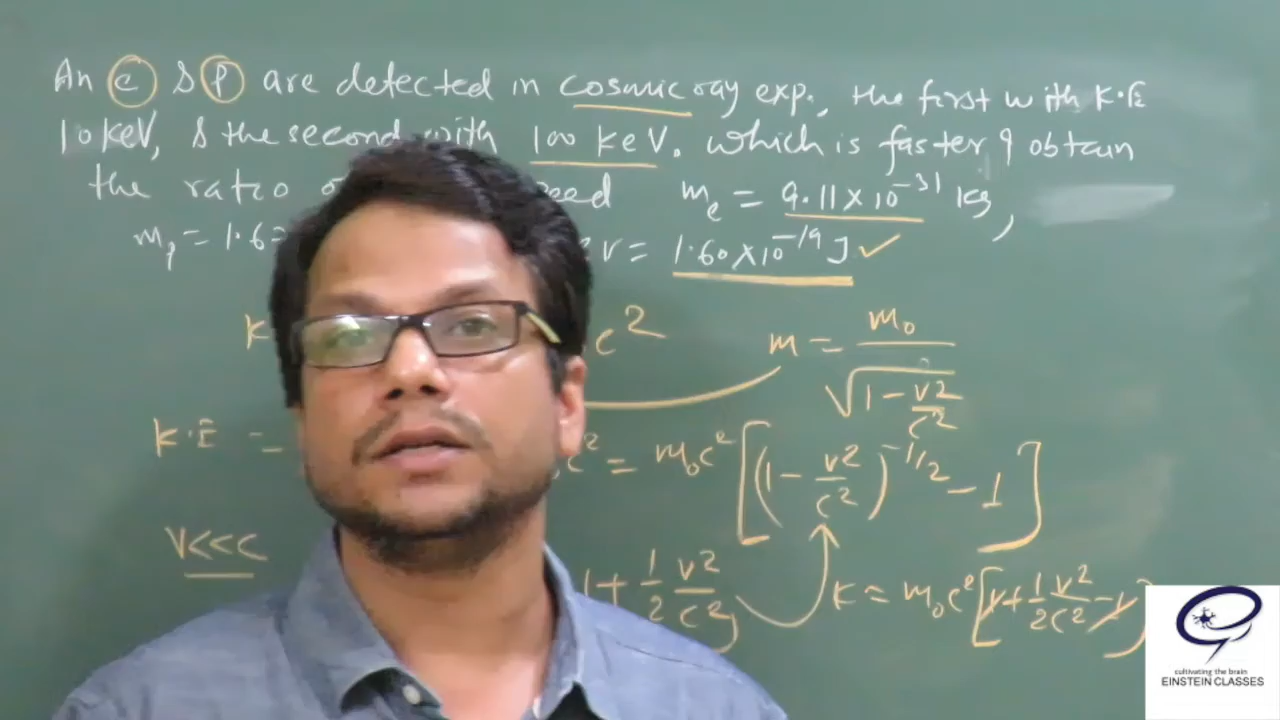 An e & P are detected in cosmic ray exp., the first with K.E
10 keV, & the second with 100 keV. which is faster & obtain
the ratio m_e = 9.11×10^-31 kg,
m_p = 1.6 V = 1.60×10^-19 J ✓
K c^2 m = m_0 / √(1 - v^2/c^2)
K.E = c^2 = m_0c^2 [(1 - v^2/c^2)^-1/2 - 1]
v<<<c 1 + 1/2 v^2/c^2 K = m_0c^2 [1 + 1/2 v^2/c^2 - 1]
cultivating the brain
EINSTEIN CLASSES